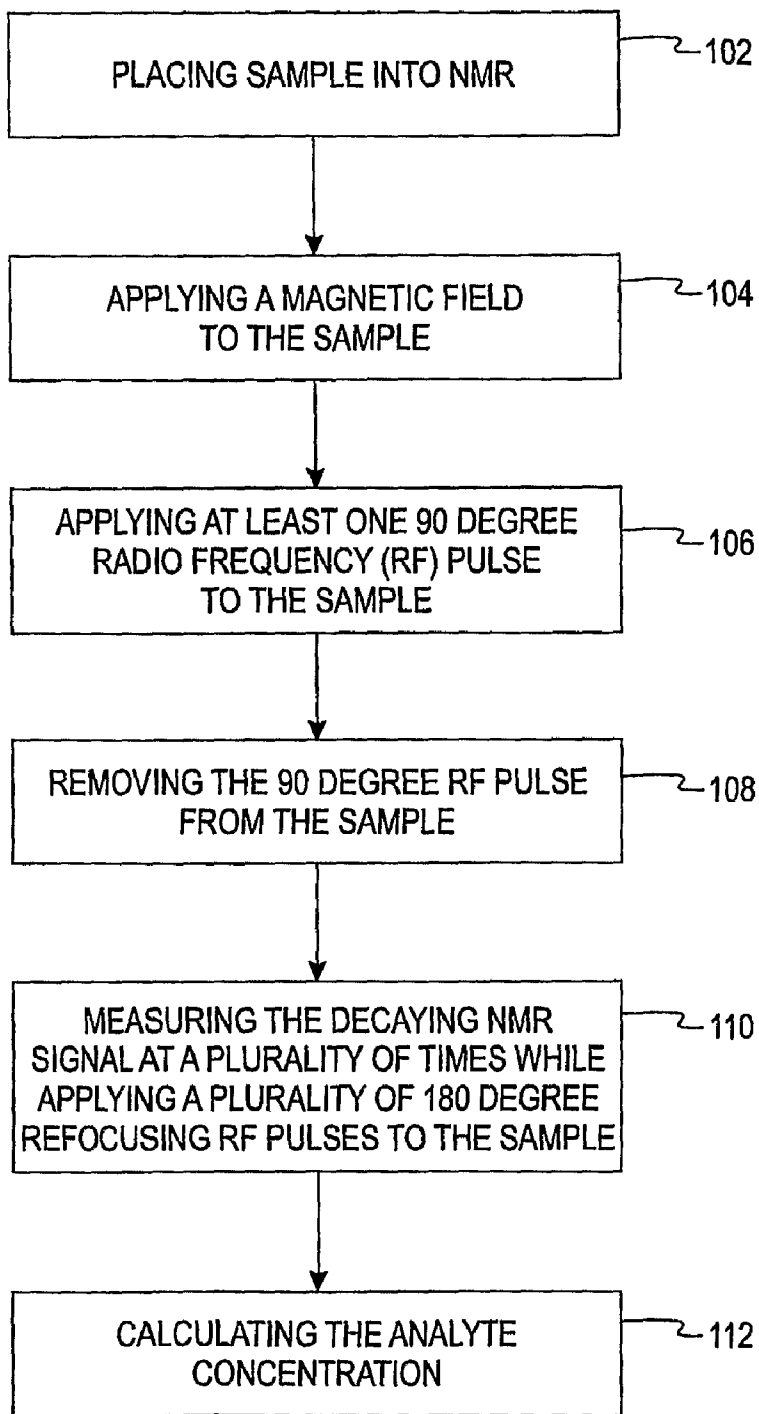 PLACING SAMPLE INTO NMR
102
APPLYING A MAGNETIC FIELD
TO THE SAMPLE
104
APPLYING AT LEAST ONE 90 DEGREE
RADIO FREQUENCY (RF) PULSE
TO THE SAMPLE
106
REMOVING THE 90 DEGREE RF PULSE
FROM THE SAMPLE
108
MEASURING THE DECAYING NMR
SIGNAL AT A PLURALITY OF TIMES WHILE
APPLYING A PLURALITY OF 180 DEGREE
REFOCUSING RF PULSES TO THE SAMPLE
110
CALCULATING THE ANALYTE
CONCENTRATION
112